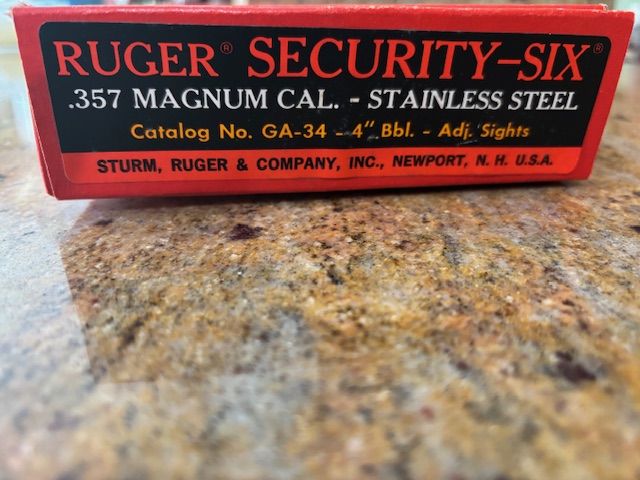 RUGER® SECURITY-SIX®
.357 MAGNUM CAL. - STAINLESS STEEL
Catalog No. GA-34 - 4" Bbl. - Adj. Sights
STURM, RUGER & COMPANY, INC., NEWPORT, N. H. U.S.A.